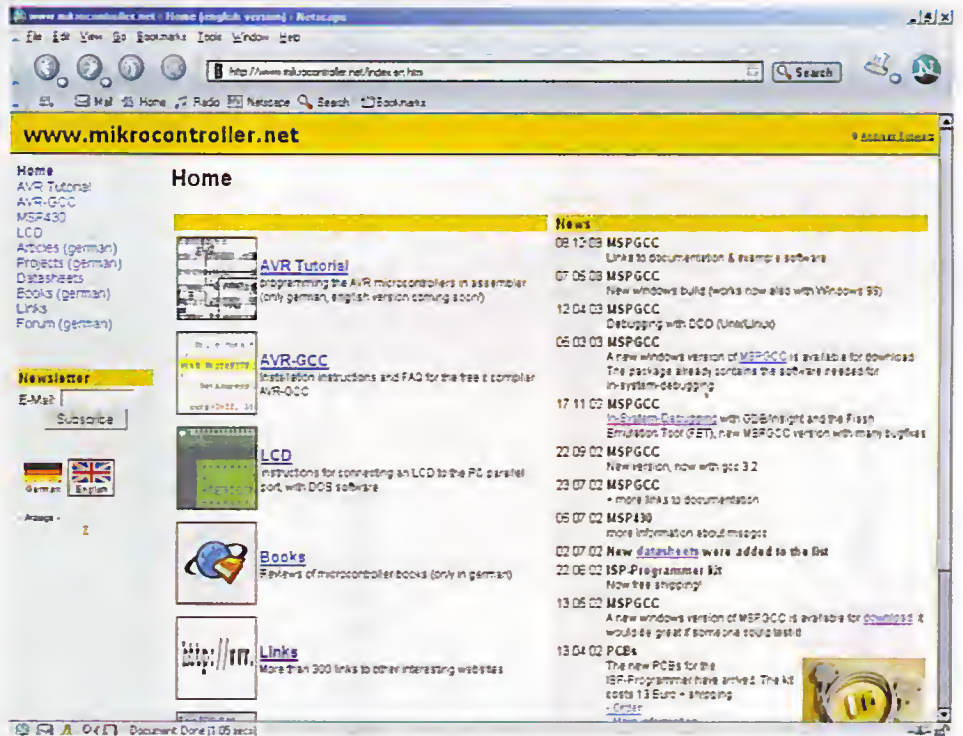 www.mikrocontroller.net - Home [english version] - Netscape
File Edit View Go Bookmarks Tools Window Help
http://www.mikrocontroller.net/index.en.htm
Search
Mail Home Radio Netscape Search Bookmarks
www.mikrocontroller.net
Home
AVR Tutorial
AVR-GCC
MSP430
LCD
Articles (german)
Projects (german)
Datasheets
Books (german)
Links
Forum (german)
Newsletter
E-Mail:
Subscribe
German
English
- Anzeige -
Home
AVR Tutorial
programming the AVR microcontrollers in assembler
(only german, english version coming soon!)
AVR-GCC
Installation instructions and FAQ for the free c compiler
AVR-GCC
LCD
Instructions for connecting an LCD to the PC parallel
port, with DOS software
Books
Reviews of microcontroller books (only in german)
http://
Links
More than 300 links to other interesting websites
News
MSPGCC
Links to documentation & example software
MSPGCC
New windows build (works now also with Windows 95)
12.04.03 MSPGCC
Debugging with DCO (Unix/Linux)
MSPGCC
A new windows version of MSPGCC is available for download.
The package already contains the software needed for
in-system-debugging
MSPGCC
In-System-Debugging with GDB/Insight and the Flash
Emulation Tool (FET), new MSPGCC version with many bugfixes
22.09.02 MSPGCC
New version, now with gcc 3.2
23.07.02 MSPGCC
+ more links to documentation
05.07.02 MSP430
more information about mspgcc
02.07.02 New datasheets were added to the list
22.06.02 ISP-Programmer kit
Now free shipping!
13.05.02 MSPGCC
A new windows version of MSPGCC is available for download. It
would be great if someone could test it
13.04.02 PCBs
The new PCBs for the
ISP-Programmer have arrived. The kit
costs 13 Euro + shipping
- Order
- More information
Document: Done (1.05 secs)